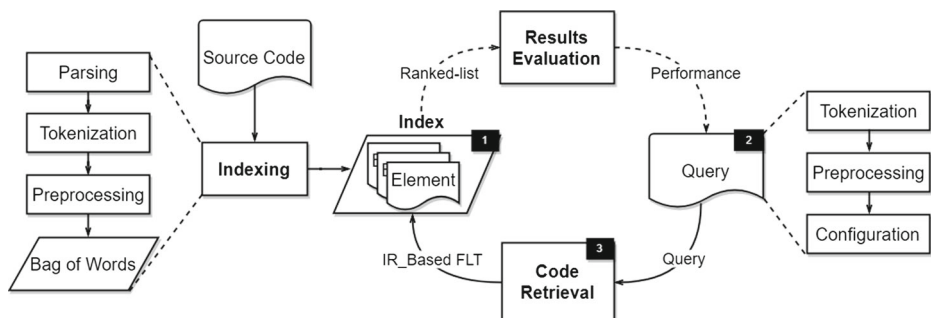 Parsing
Tokenization
Preprocessing
Bag of Words
Source Code
Indexing
Index
1
Element
Ranked-list
Results
Evaluation
Performance
2
Query
Tokenization
Preprocessing
Configuration
Query
3
Code
Retrieval
IR_Based FLT